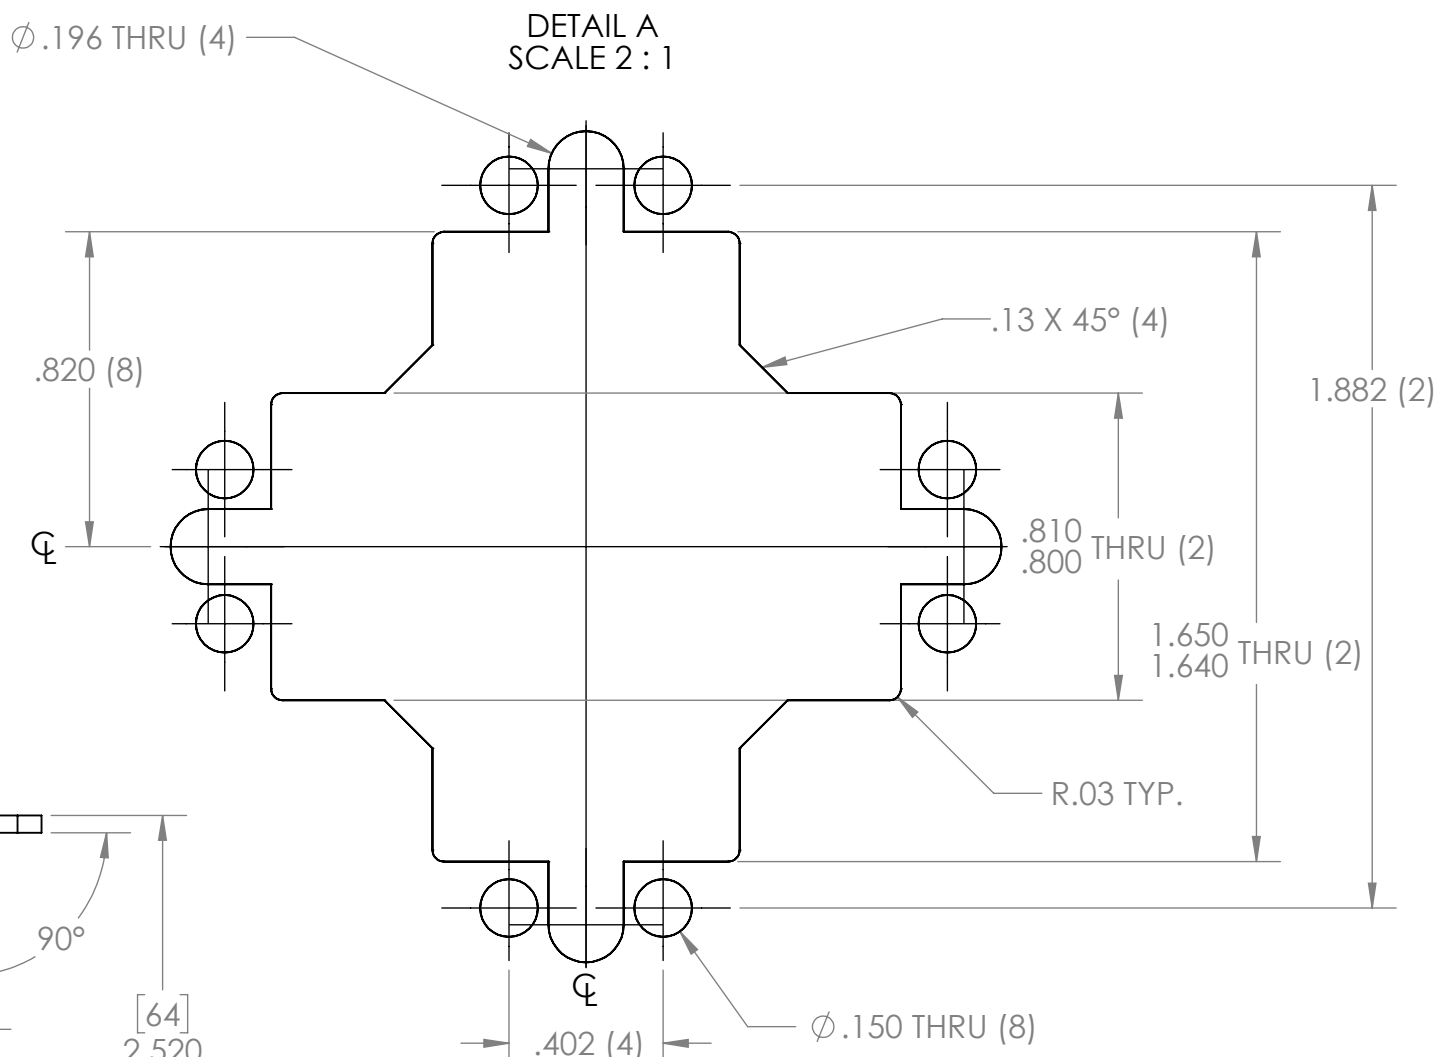 DETAIL A
SCALE 2 : 1
∅.196 THRU (4)
.13 X 45° (4)
.820 (8)
1.882 (2)
℄
.810
.800
THRU (2)
1.650
1.640
THRU (2)
R.03 TYP.
90°
℄
[64]
2.520
.402 (4)
∅.150 THRU (8)